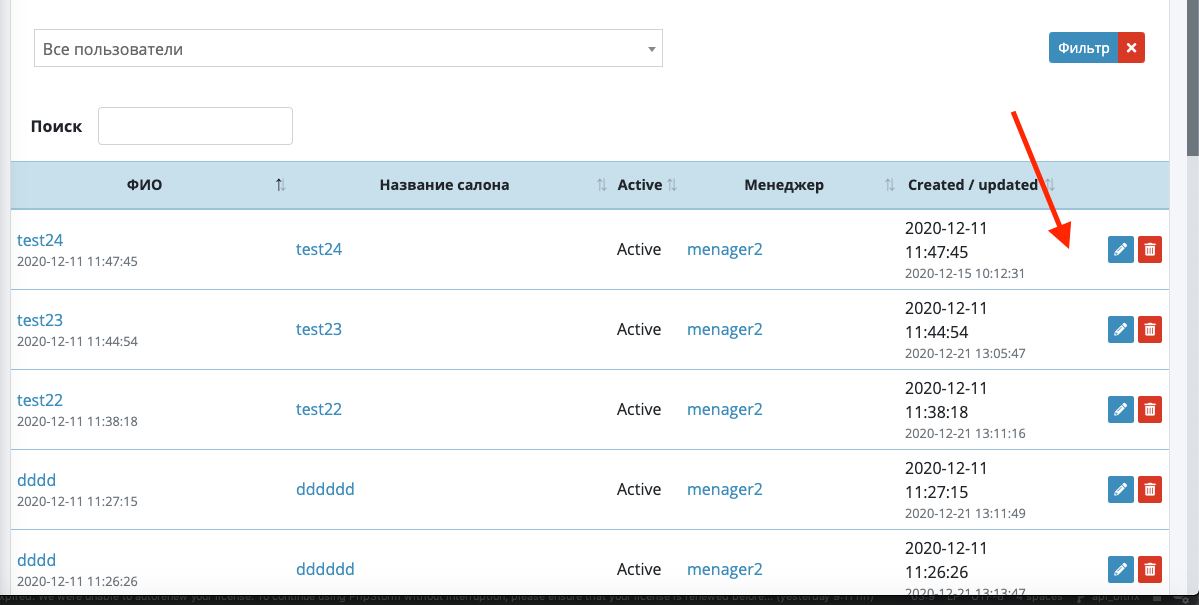 Все пользователи
Фильтр
Поиск
ФИО Название салона Active Менеджер Created / updated
test24
2020-12-11 11:47:45
test24
Active
menager2
2020-12-11
11:47:45
2020-12-15 10:12:31
test23
2020-12-11 11:44:54
test23
Active
menager2
2020-12-11
11:44:54
2020-12-21 13:05:47
test22
2020-12-11 11:38:18
test22
Active
menager2
2020-12-11
11:38:18
2020-12-21 13:11:16
dddd
2020-12-11 11:27:15
dddddd
Active
menager2
2020-12-11
11:27:15
2020-12-21 13:11:49
dddd
2020-12-11 11:26:26
dddddd
Active
menager2
2020-12-11
11:26:26
2020-12-21 13:13:47
xpired. We were unable to autorenew your license. To continue using PhpStorm without interruption, please ensure that your license is renewed before... (yesterday
4 spaces